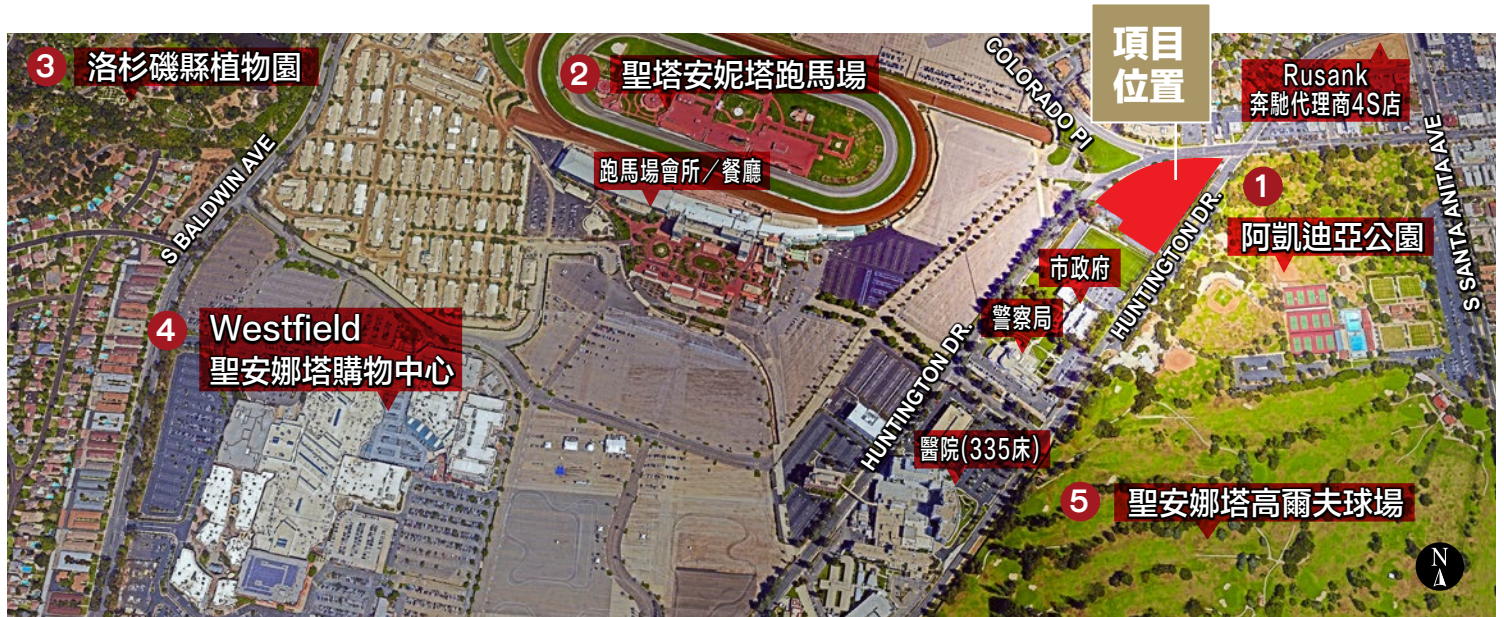 3 洛杉磯縣植物園
2 聖塔安妮塔跑馬場
COLORADO Pl
項目
位置
Rusank
奔馳代理商4S店
S BALDWIN AVE
跑馬場會所／餐廳
1
阿凱迪亞公園
S SANTA ANITA AVE
市政府
HUNTINGTON DR.
警察局
4 Westfield
聖安娜塔購物中心
HUNTINGTON DR.
醫院(335床)
5 聖安娜塔高爾夫球場
N